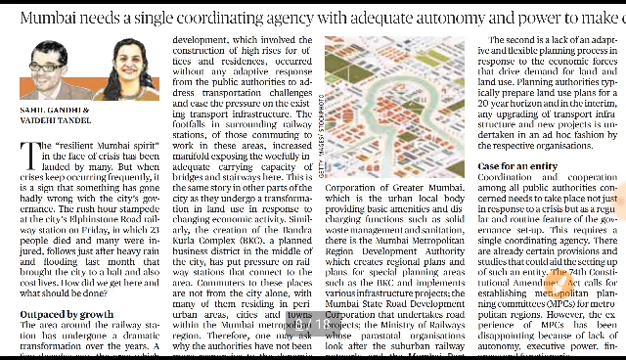 Mumbai needs a single coordinating agency with adequate autonomy and power to make
SAHIL GANDHI &
VAIDEHI TANDEL
The "resilient Mumbai spirit"
in the face of crisis has been
lauded by many. But when
crises keep occurring frequently, it
is a sign that something has gone
hadly wrong with the city's gov-
ernance. The rush hour stampede
at the city's Elphinstone Road rail-
way station on Friday, in which 23
people died and many were in-
jured, follows just after heavy rain
and flooding last month that
brought the city to a halt and also
cost lives. How did we get here and
what should be done?
Outpaced by growth
The area around the railway sta-
tion has undergone a dramatic
transformation over the years. A
development, which involved the
construction of high rises for of-
fices and residences, occurred
without any adaptive response
from the public authorities to ad-
dress transportation challenges
and ease the pressure on the exist-
ing transport infrastructure. The
footfalls in surrounding railway
stations, of those commuting to
work in these areas, increased
manifold exposing the woefully in-
adequate carrying capacity of
bridges and stairways here. This is
the same story in other parts of the
city as they undergo a transforma-
tion in land use in response to
changing economic activity. Simil-
arly, the creation of the Bandra
Kurla Complex (BKC), a planned
business district in the middle of
the city, has put pressure on rail-
way stations that connect to the
area. Commuters to these places
are not from the city alone, with
many of them residing in peri
urban areas, cities and towns
within the Mumbai metropolitan
region. Therefore, one may ask
why the authorities have not been
GETTY IMAGES/ ISTOCKPHOTO
Corporation of Greater Mumbai,
which is the urban local body
providing basic amenities and dis-
charging functions such as solid
waste management and sanitation,
there is the Mumbai Metropolitan
Region Development Authority
which creates regional plans and
plans for special planning areas
such as the BKC and implements
various infrastructure projects; the
Mumbai State Road Development
Corporation that undertakes road
projects; the Ministry of Railways
whose parastatal organisations
look after the suburban railway
The second is a lack of an adapt-
ive and flexible planning process in
response to the economic forces
that drive demand for land and
land use. Planning authorities typ-
ically prepare land use plans for a
20 year horizon and in the interim,
any upgrading of transport infra
structure and new projects is un-
dertaken in an ad hoc fashion by
the respective organisations.
Case for an entity
Coordination and cooperation
among all public authorities con-
cerned needs to take place not just
in response to a crisis but as a regu
lar and routine feature of the gov-
ernance set-up. This requires a
single coordinating agency. There
are already certain provisions and
studies that could aid the setting up
of such an entity. The 74th Consti-
tutional Amendment Act calls for
establishing metropolitan plan-
ning committees (MPCs) for metro
politan regions. However, the ex-
perience of MPCs has been
disappointing because of lack of
autonomy, executive power, fin-